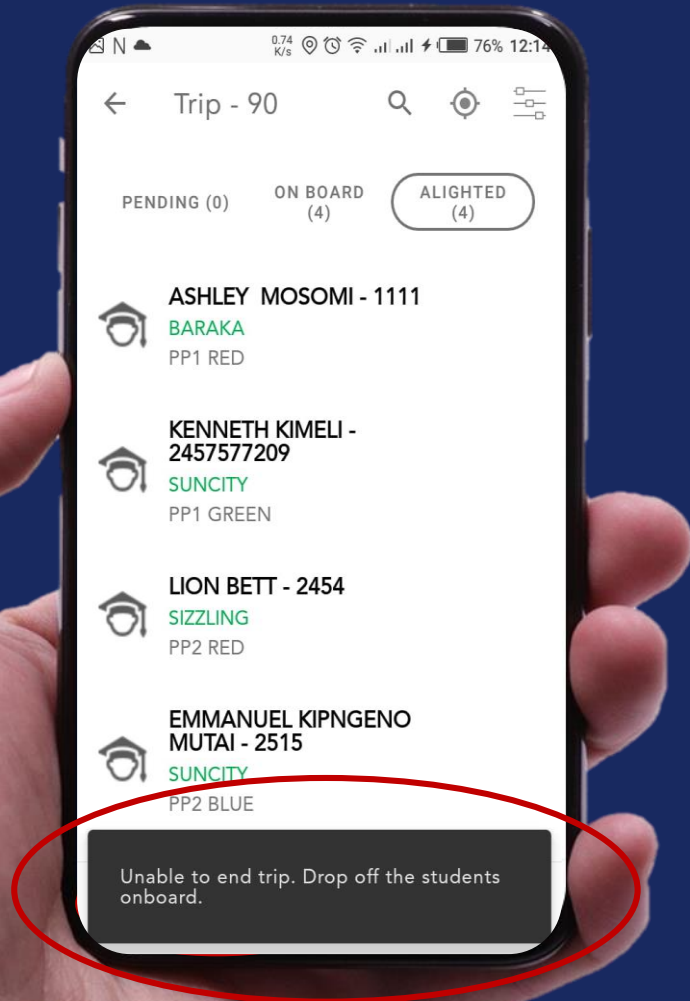 N 0.74 K/s 76% 12:14
Trip - 90
PENDING (0)
ON BOARD
(4)
ALIGHTED
(4)
ASHLEY MOSOMI - 1111
BARAKA
PP1 RED
KENNETH KIMELI -
2457577209
SUNCITY
PP1 GREEN
LION BETT - 2454
SIZZLING
PP2 RED
EMMANUEL KIPNGENO
MUTAI - 2515
SUNCITY
PP2 BLUE
Unable to end trip. Drop off the students
onboard.